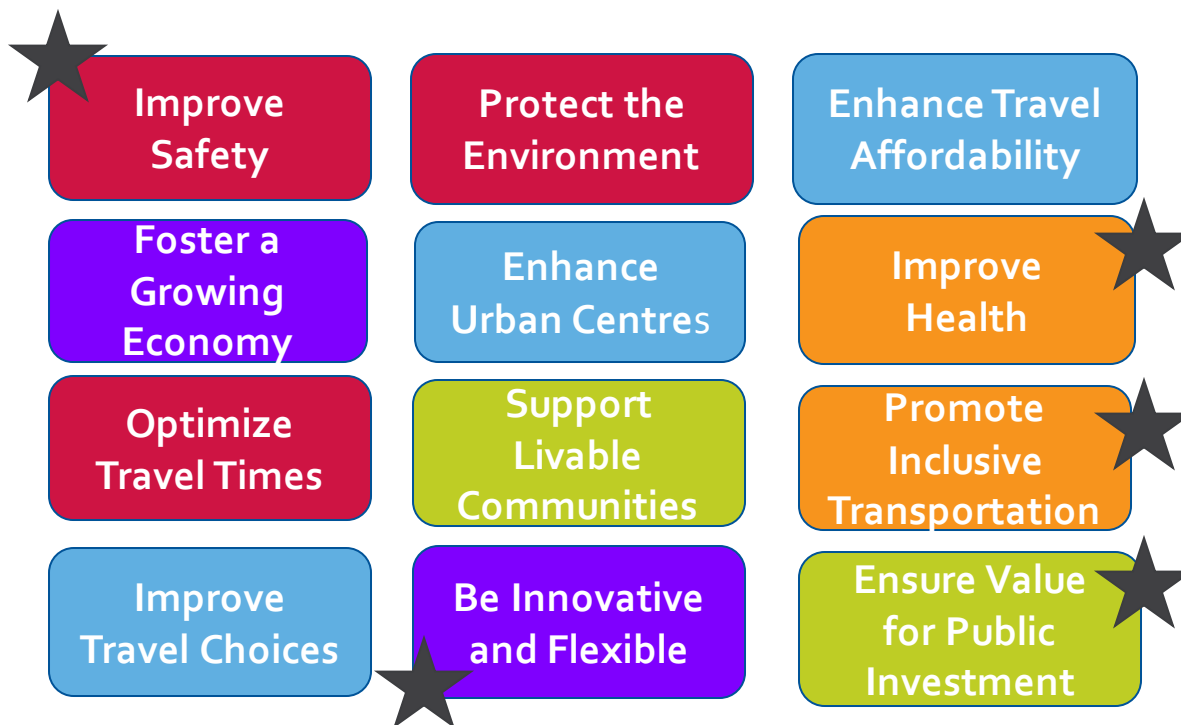 Improve
Safety
Protect the
Environment
Enhance Travel
Affordability
Foster a
Growing
Economy
Enhance
Urban Centres
Improve
Health
Optimize
Travel Times
Support
Livable
Communities
Promote
Inclusive
Transportation
Improve
Travel Choices
Be Innovative
and Flexible
Ensure Value
for Public
Investment